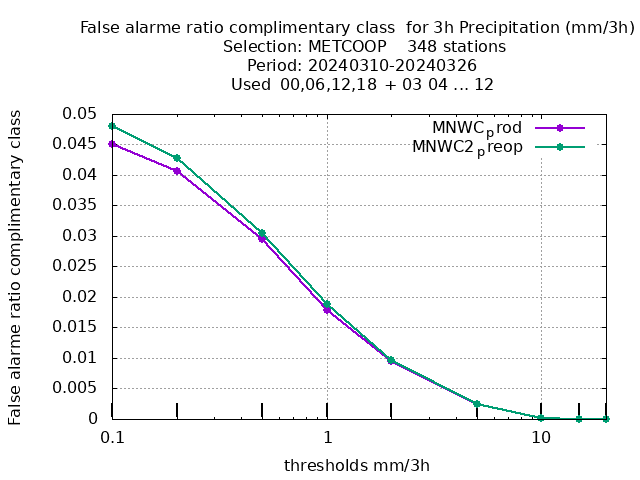 False alarme ratio complimentary class  for 3h Precipitation (mm/3h)
Selection: METCOOP    348 stations
Period: 20240310-20240326
Used 00,06,12,18 + 03 04 ... 12
False alarme ratio complimentary class
0.05
0.045
0.04
0.035
0.03
0.025
0.02
0.015
0.01
0.005
0
MNWCprod
MNWC2preop
0.1 1 10
thresholds mm/3h